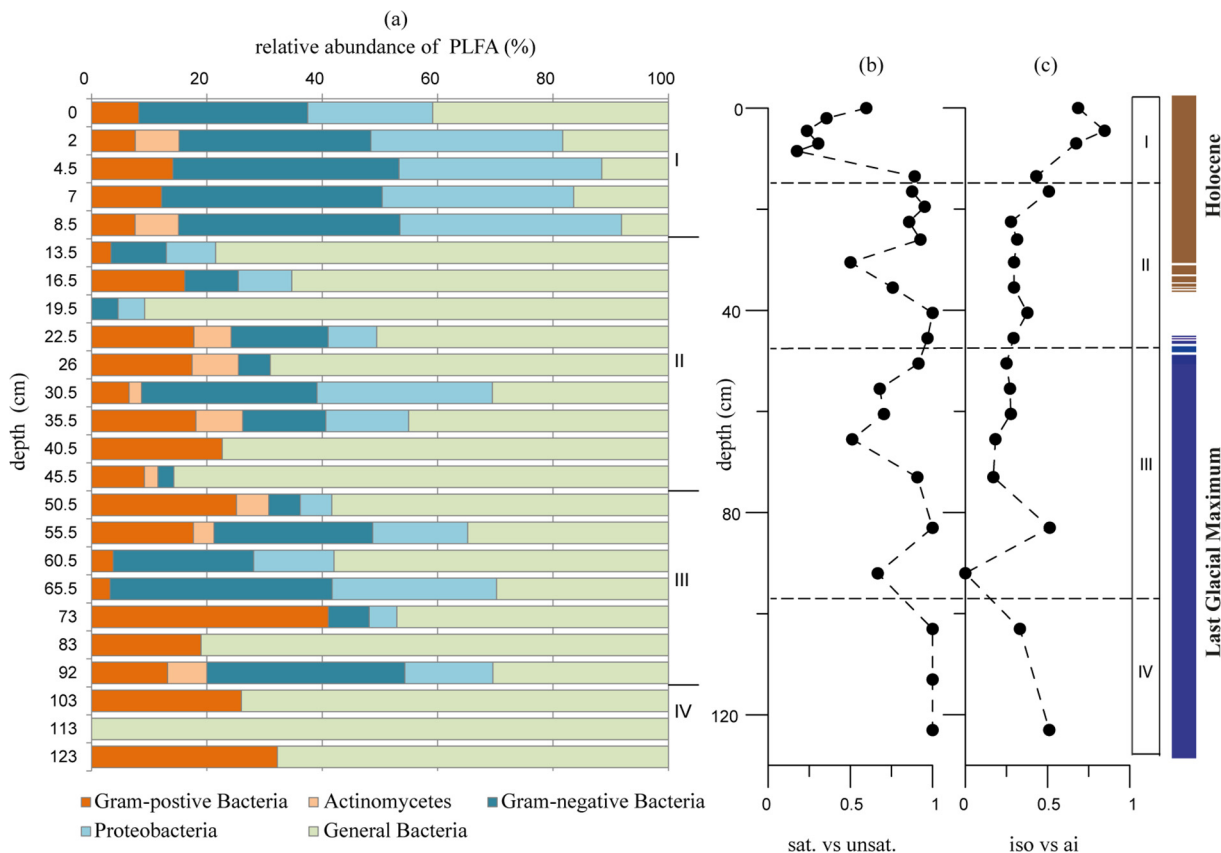 (a)
relative abundance of PLFA (%)
0 20 40 60 80 100
depth (cm)
0
2
4.5
7
8.5
13.5
16.5
19.5
22.5
26
30.5
35.5
40.5
45.5
50.5
55.5
60.5
65.5
73
83
92
103
113
123
I
II
III
IV
Gram-postive Bacteria Actinomycetes Gram-negative Bacteria
Proteobacteria General Bacteria
(b) (c)
depth (cm)
0
40
80
120
0 0.5 1 0 0.5 1
sat. vs unsat. iso vs ai
I
II
III
IV
Holocene
Last Glacial Maximum